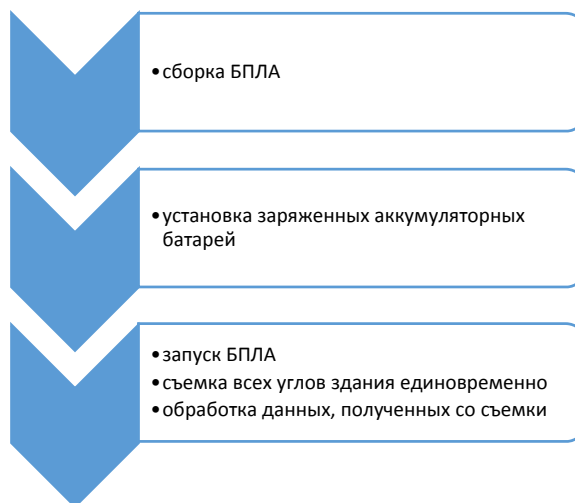 •сборка БПЛА
•установка заряженных аккумуляторных
батарей
•запуск БПЛА
•съемка всех углов здания единовременно
•обработка данных, полученных со съемки